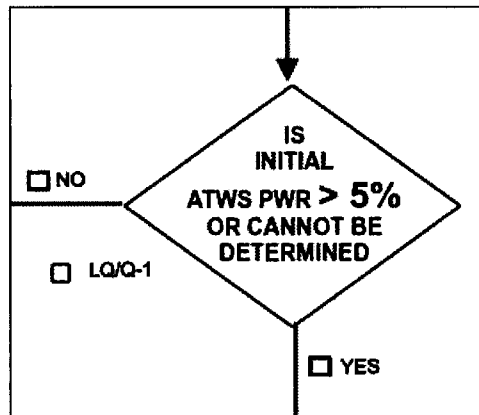 IS
INITIAL
ATWS PWR > 5%
OR CANNOT BE
DETERMINED
NO
LQ/Q-1
YES